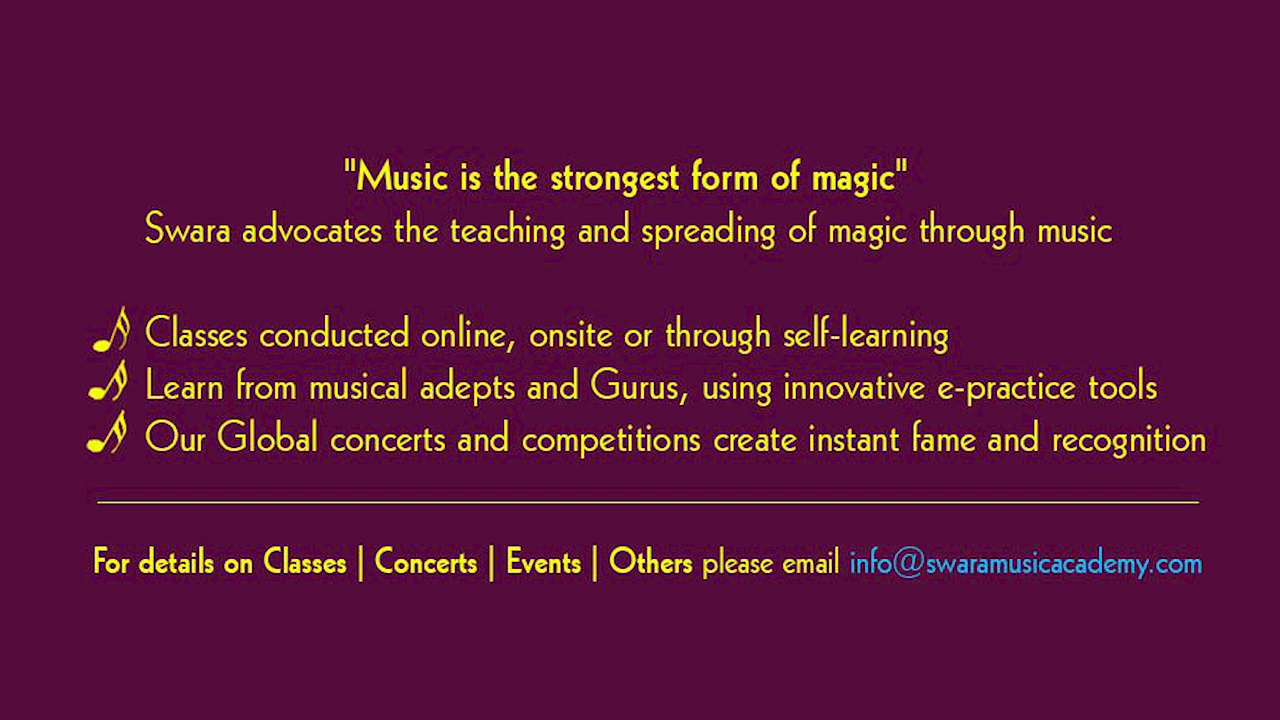 "Music is the strongest form of magic"
Swara advocates the teaching and spreading of magic through music
Classes conducted online, onsite or through self-learning
Learn from musical adepts and Gurus, using innovative e-practice tools
Our Global concerts and competitions create instant fame and recognition
For details on Classes | Concerts | Events | Others please email info@swaramusicacademy.com